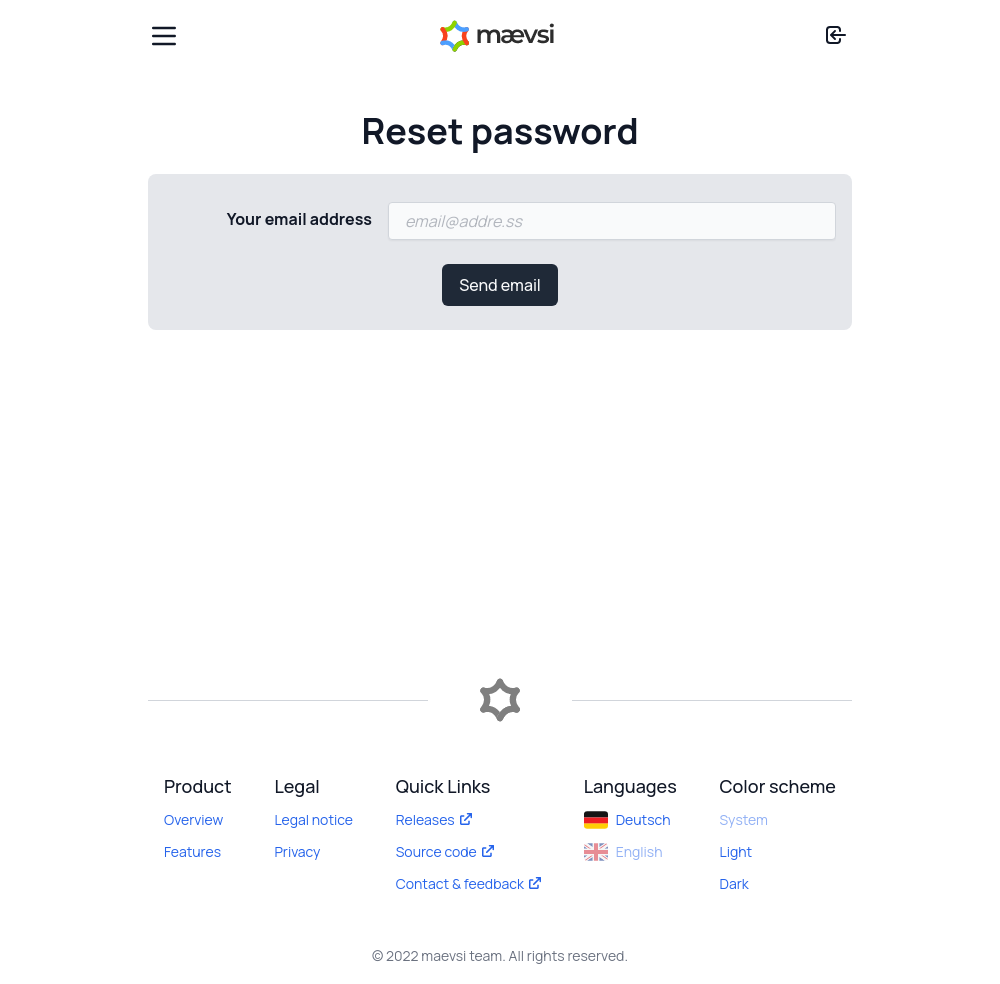 mævsi
Reset password
Your email address
email@addre.ss
Send email
Product
Overview
Features
Legal
Legal notice
Privacy
Quick Links
Releases
Source code
Contact & feedback
Languages
Deutsch
English
Color scheme
System
Light
Dark
© 2022 maevsi team. All rights reserved.